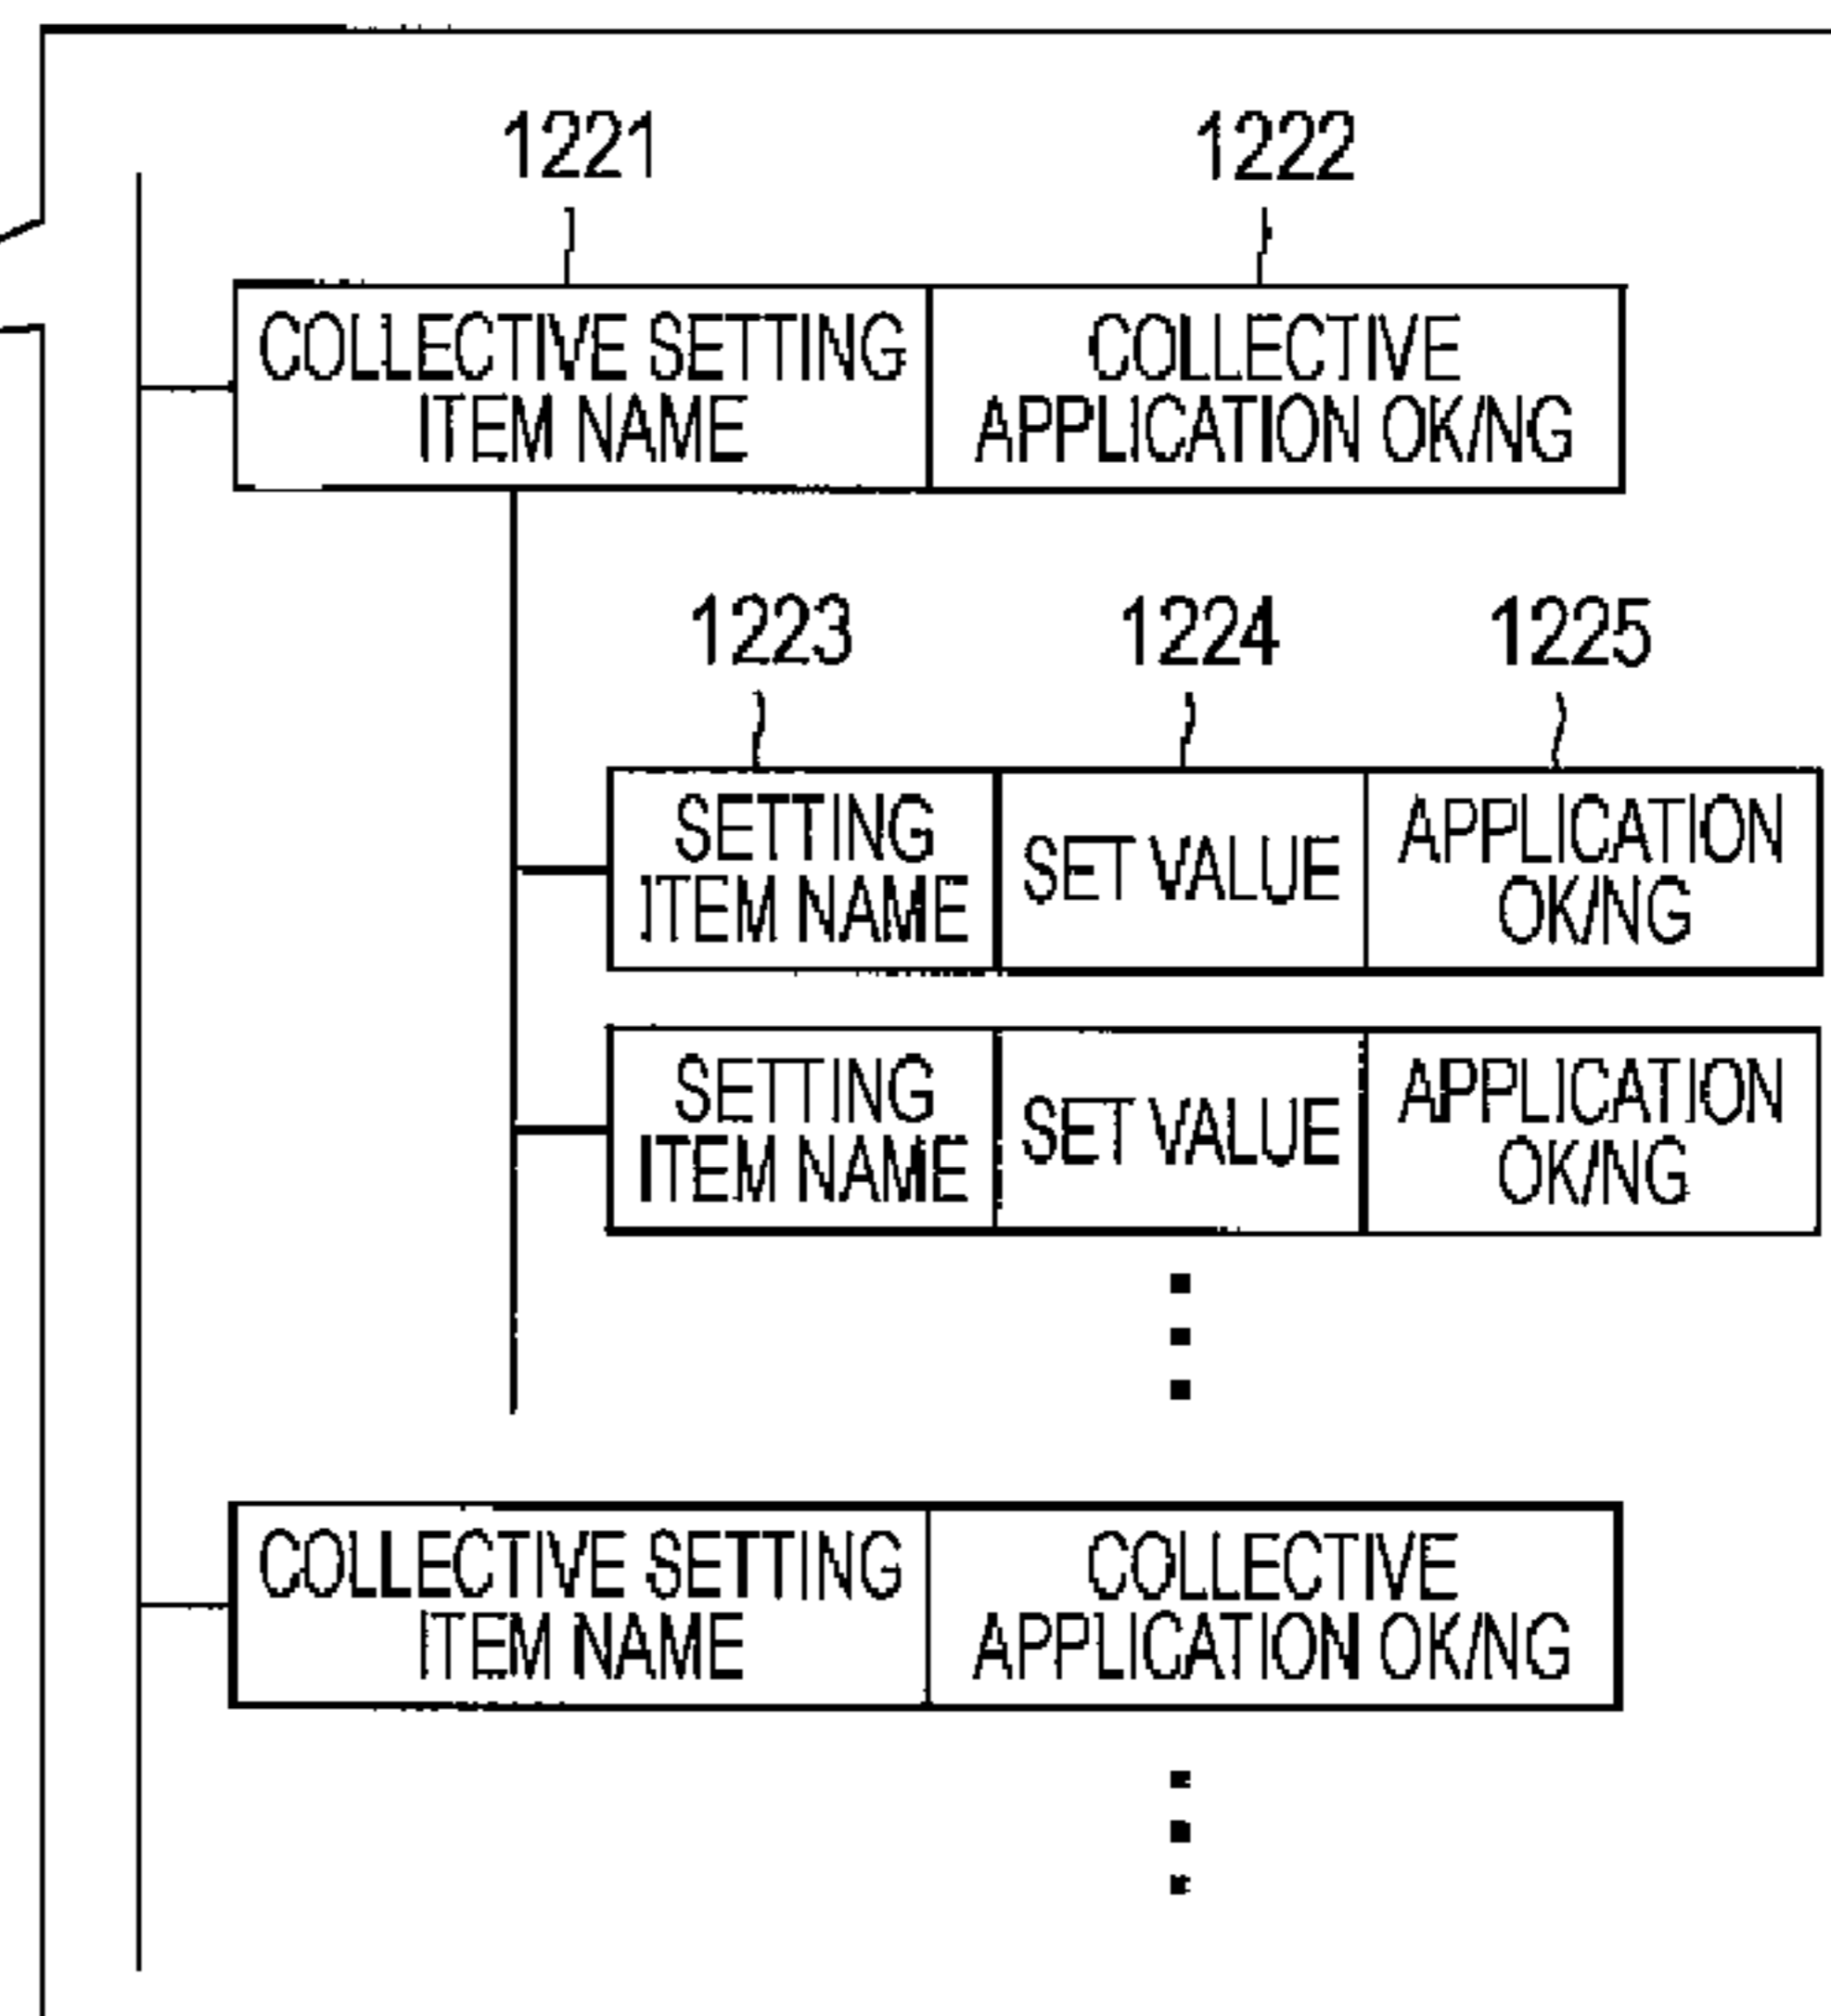 1221 1222
COLLECTIVE SETTING
ITEM NAME
COLLECTIVE
APPLICATION OK/NG
1223 1224 1225
SETTING
ITEM NAME
SET VALUE
APPLICATION
OK/NG
SETTING
ITEM NAME
SET VALUE
APPLICATION
OK/NG
COLLECTIVE SETTING
ITEM NAME
COLLECTIVE
APPLICATION OK/NG